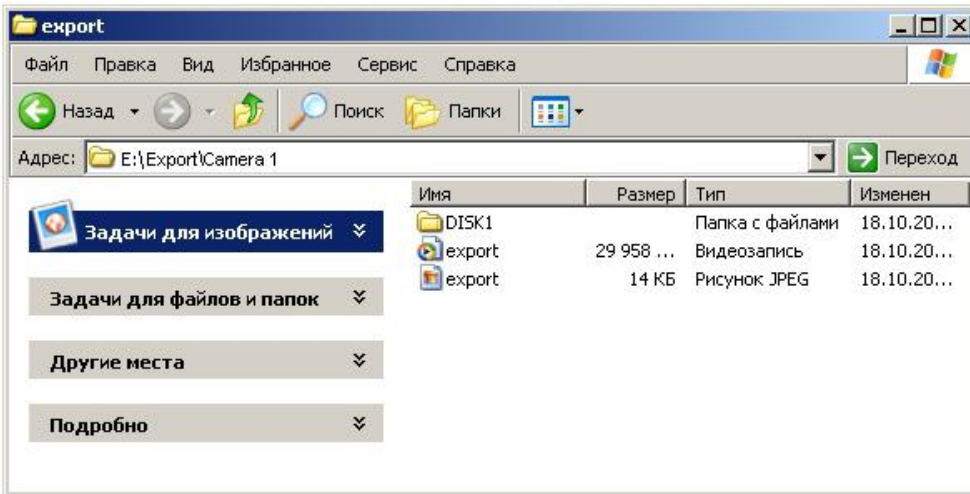 export
Файл Правка Вид Избранное Сервис Справка
Назад Поиск Папки
Адрес: E:\Export\Camera 1 Переход
Имя Размер Тип Изменен
Задачи для изображений
DISK1 Папка с файлами 18.10.20...
export 29 958 ... Видеозапись 18.10.20...
export 14 КБ Рисунок JPEG 18.10.20...
Задачи для файлов и папок
Другие места
Подробно